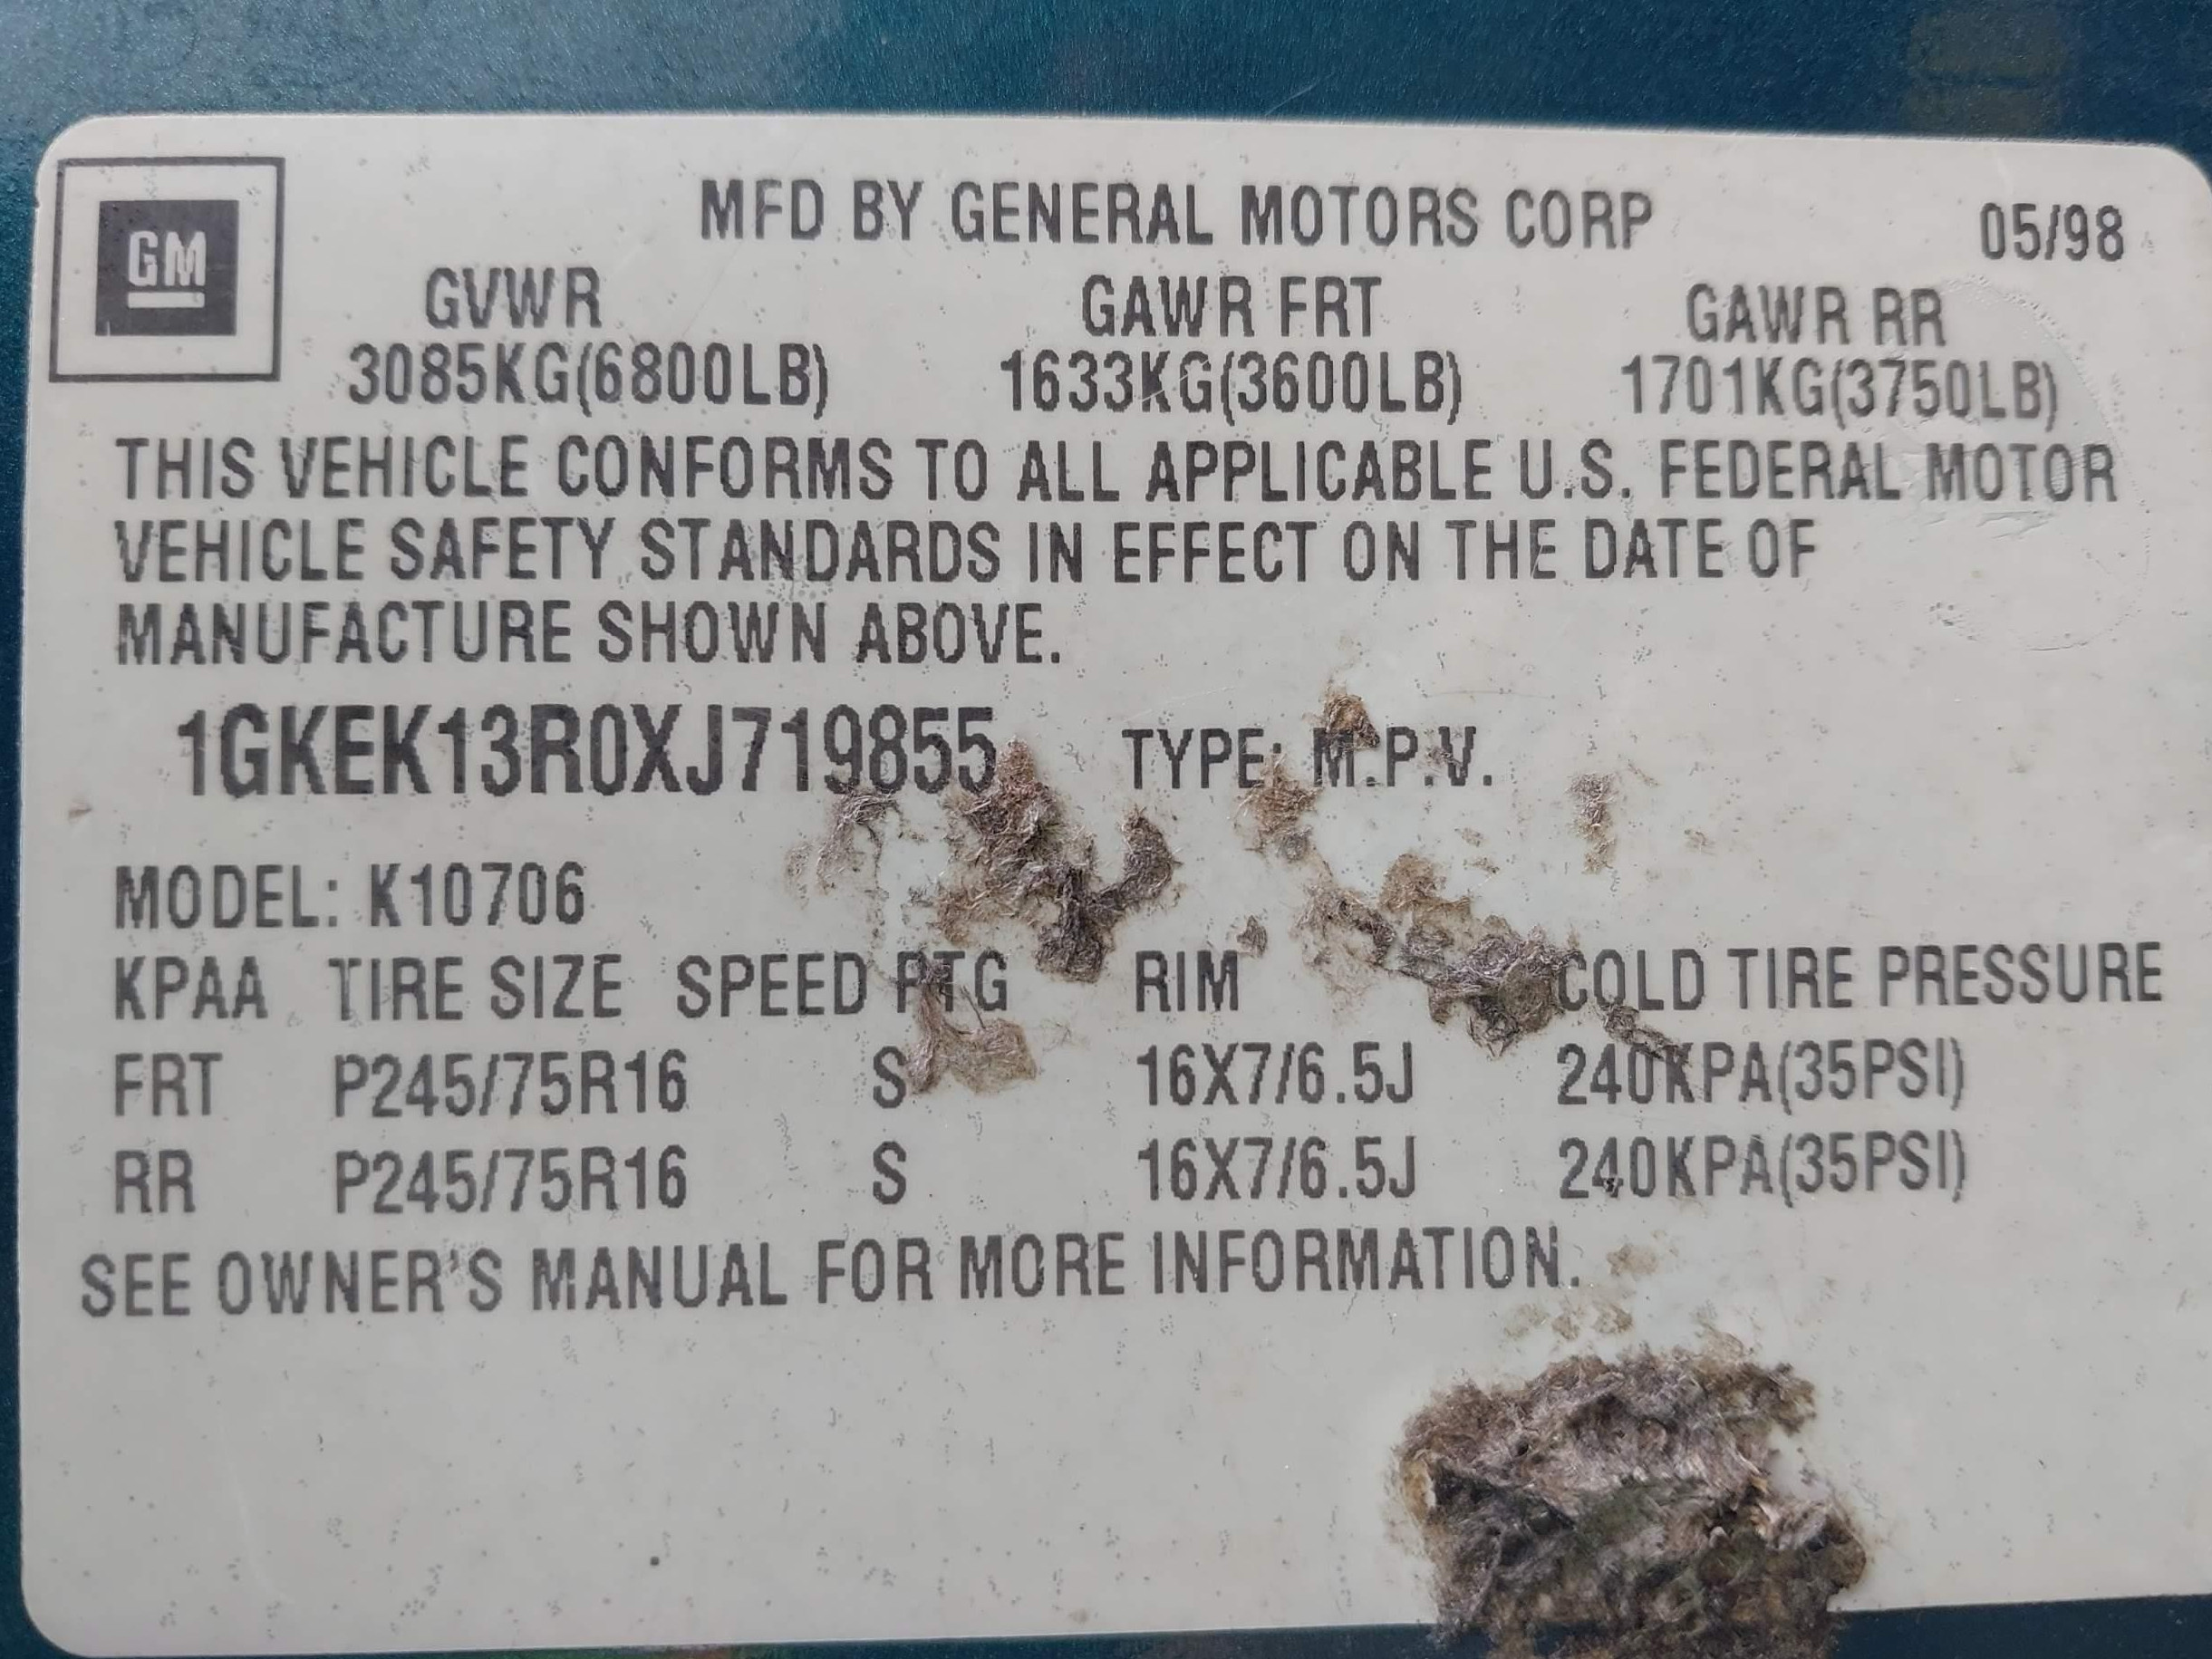 GM
MFD BY GENERAL MOTORS CORP 05/98
GVWR GAWR FRT GAWR RR
3085KG(6800LB) 1633KG(3600LB) 1701KG(3750LB)
THIS VEHICLE CONFORMS TO ALL APPLICABLE U.S. FEDERAL MOTOR
VEHICLE SAFETY STANDARDS IN EFFECT ON THE DATE OF
MANUFACTURE SHOWN ABOVE.
1GKEK13R0XJ719855 TYPE: M.P.V.
MODEL: K10706
KPAA TIRE SIZE SPEED RTG RIM COLD TIRE PRESSURE
FRT P245/75R16 S 16X7/6.5J 240KPA(35PSI)
RR P245/75R16 S 16X7/6.5J 240KPA(35PSI)
SEE OWNER'S MANUAL FOR MORE INFORMATION.